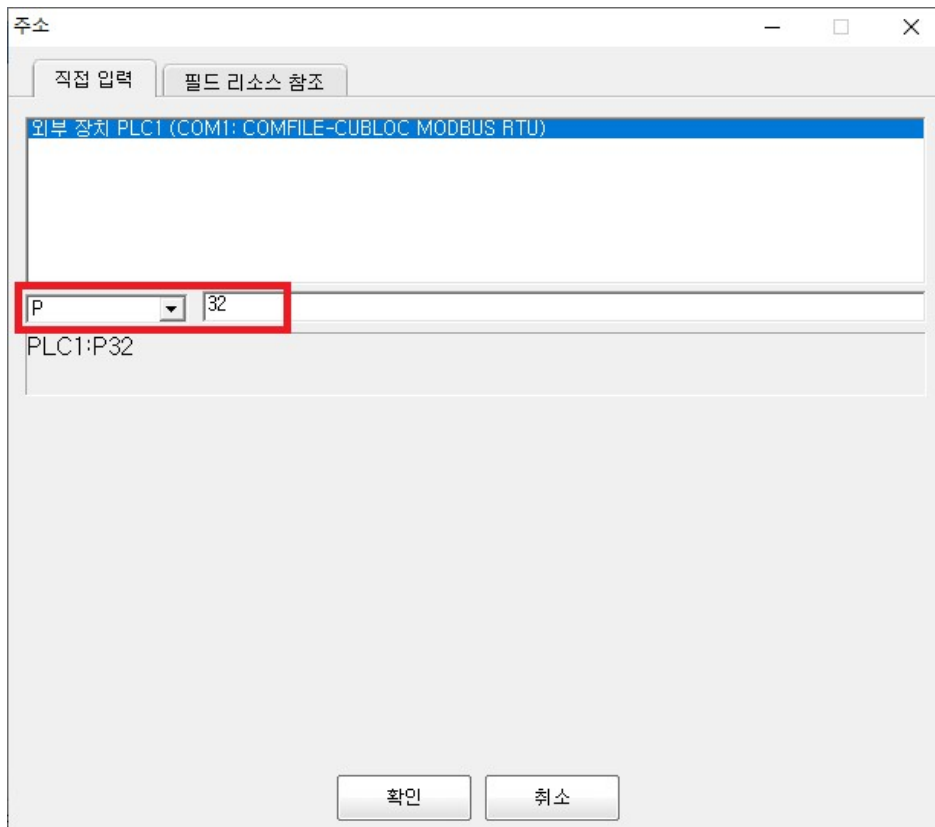 주소
직접 입력 필드 리소스 참조
외부 장치 PLC1 (COM1: COMFILE-CUBLOC MODBUS RTU)
P 32
PLC1:P32
확인 취소